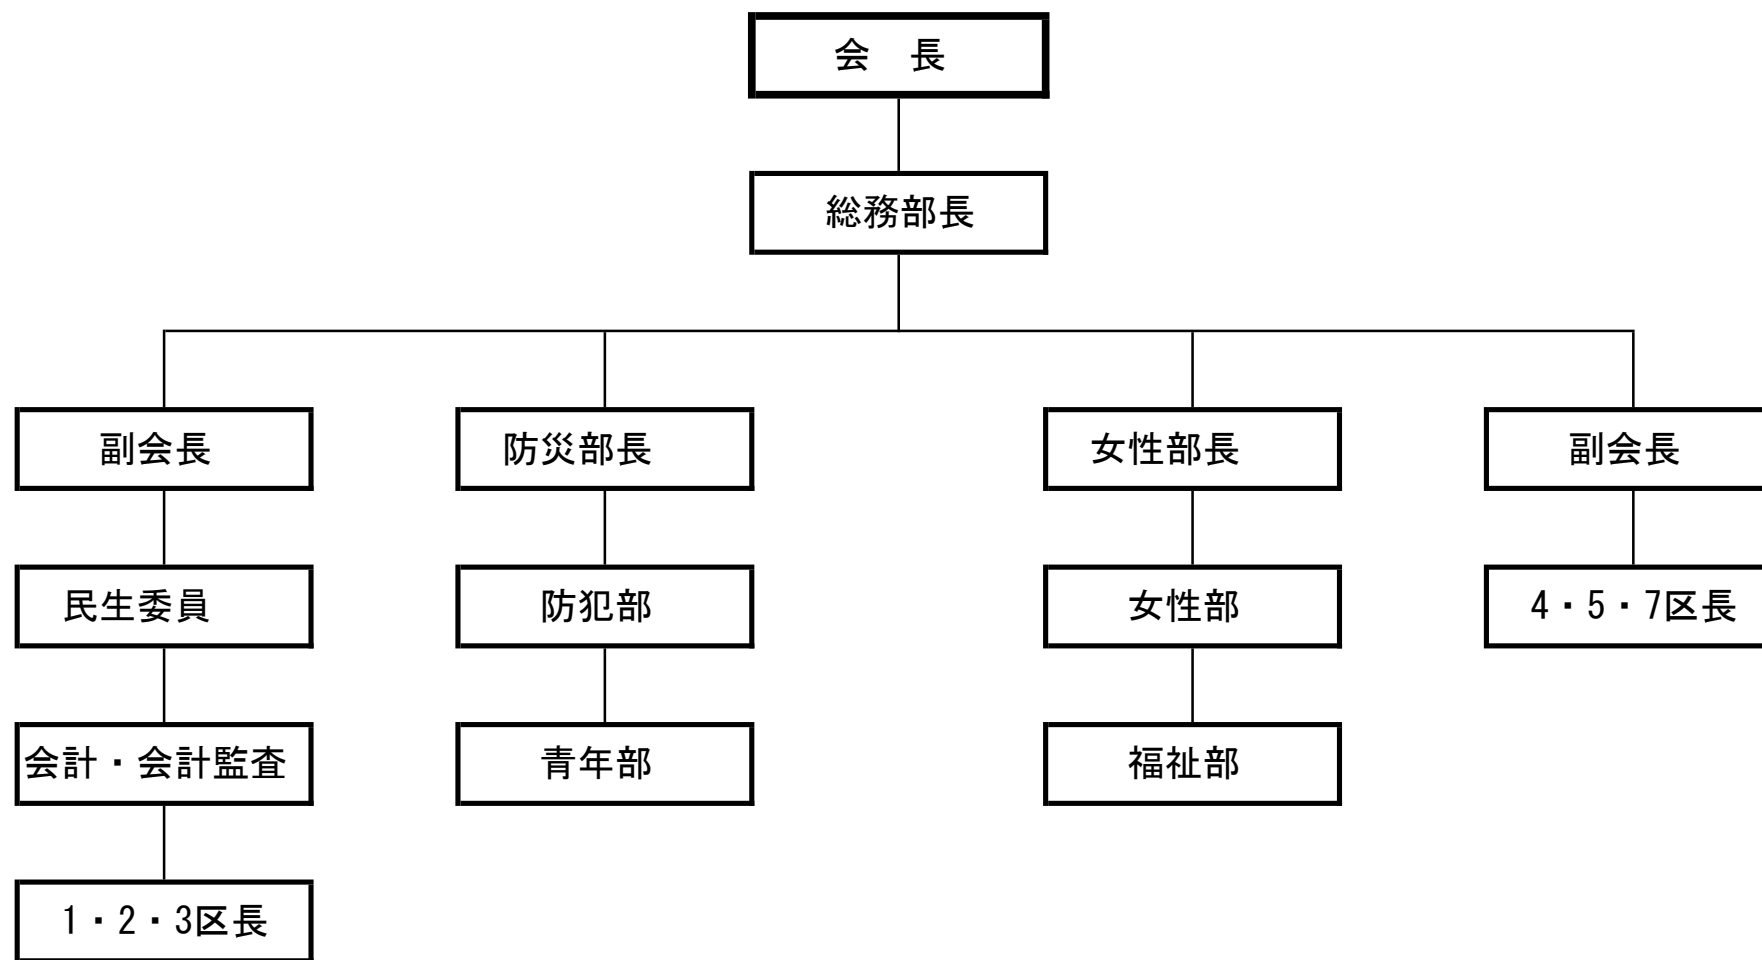 会　長
総務部長
副会長
防災部長
女性部長
副会長
民生委員
防犯部
女性部
4・5・7区長
会計・会計監査
青年部
福祉部
1・2・3区長